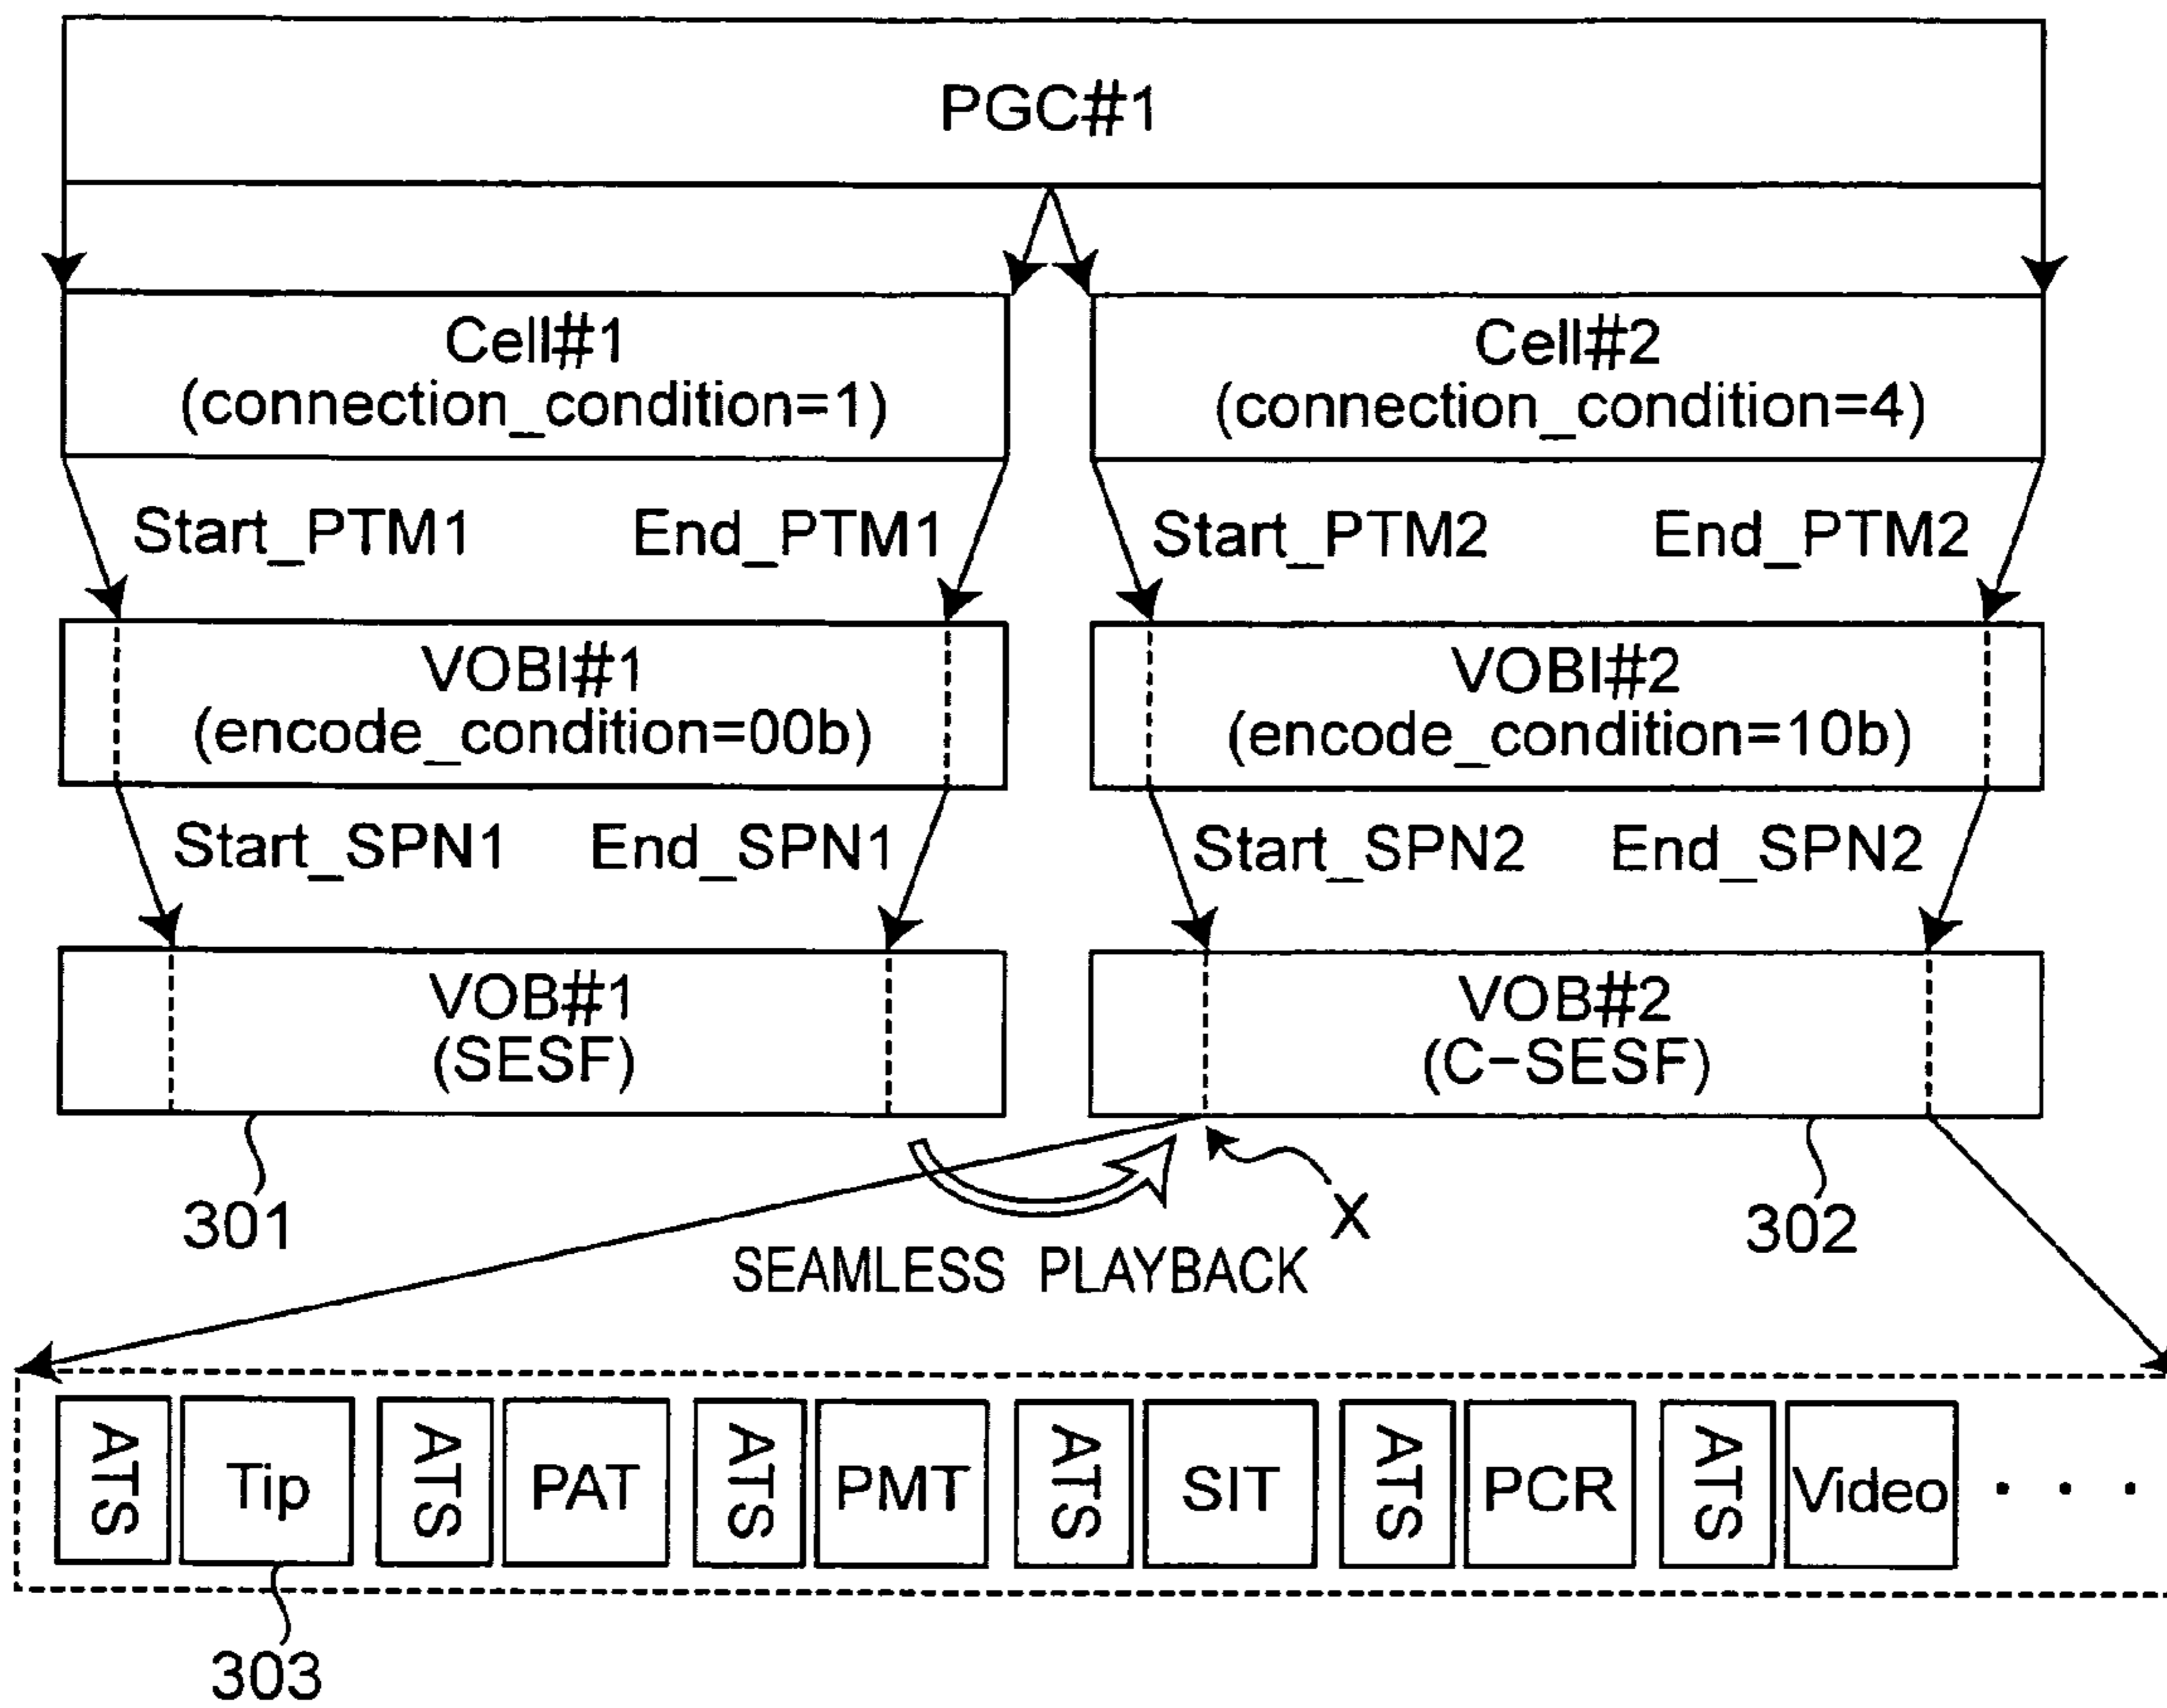 PGC#1
Cell#1
(connection_condition=1)
Cell#2
(connection_condition=4)
Start_PTM1
End_PTM1
Start_PTM2
End_PTM2
VOBI#1
(encode_condition=00b)
VOBI#2
(encode_condition=10b)
Start_SPN1
End_SPN1
Start_SPN2
End_SPN2
VOB#1
(SESF)
VOB#2
(C-SESF)
301
X
302
SEAMLESS PLAYBACK
ATS
Tip
ATS
PAT
ATS
PMT
ATS
SIT
ATS
PCR
ATS
Video
. . .
303